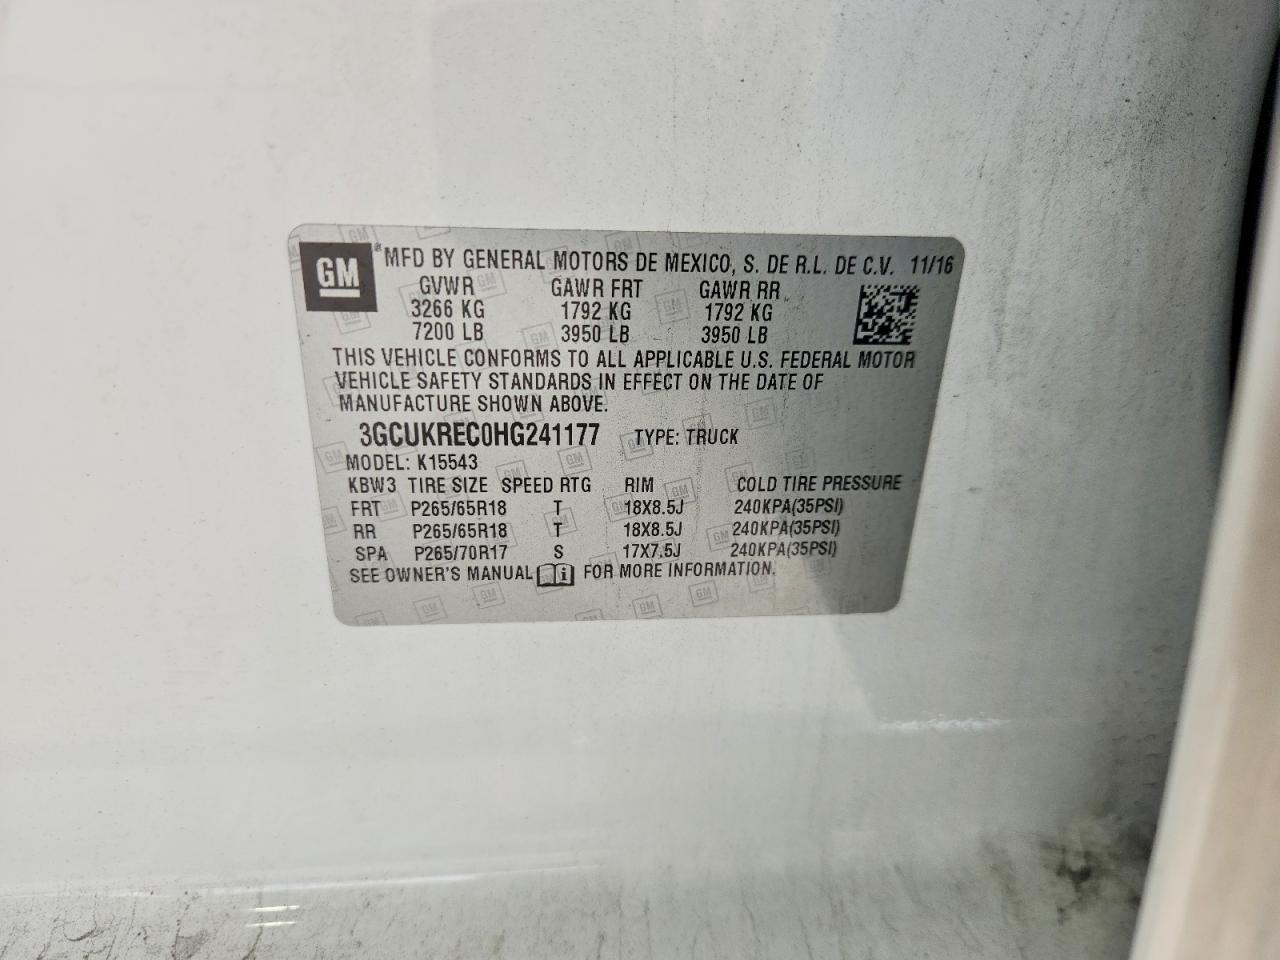 GM *MFD BY GENERAL MOTORS DE MEXICO, S. DE R.L. DE C.V. 11/16
GVWR GAWR FRT GAWR RR
3266 KG 1792 KG 1792 KG
7200 LB 3950 LB 3950 LB
THIS VEHICLE CONFORMS TO ALL APPLICABLE U.S. FEDERAL MOTOR
VEHICLE SAFETY STANDARDS IN EFFECT ON THE DATE OF
MANUFACTURE SHOWN ABOVE.
3GCUKREC0HG241177 TYPE: TRUCK
MODEL: K15543
KBW3 TIRE SIZE SPEED RTG RIM COLD TIRE PRESSURE
FRT P265/65R18 T 18X8.5J 240KPA(35PSI)
RR P265/65R18 T 18X8.5J 240KPA(35PSI)
SPA P265/70R17 S 17X7.5J 240KPA(35PSI)
SEE OWNER'S MANUAL i FOR MORE INFORMATION.